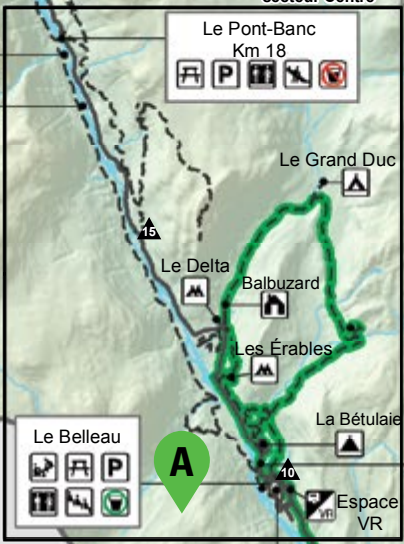 secteur Centre
Le Pont-Banc
Km 18
P
Le Grand Duc
15
Le Delta
Balbuzard
Les Érables
La Bétulaie
Le Belleau
P
A
10
Espace
VR
VR